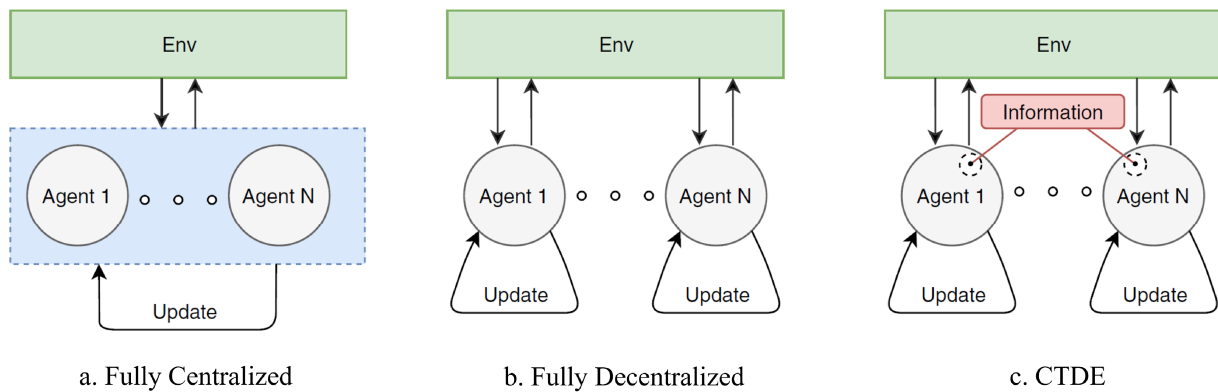 Env
Agent 1
Agent N
Update
a. Fully Centralized
Env
Agent 1
Agent N
Update
Update
b. Fully Decentralized
Env
Information
Agent 1
Agent N
Update
Update
c. CTDE